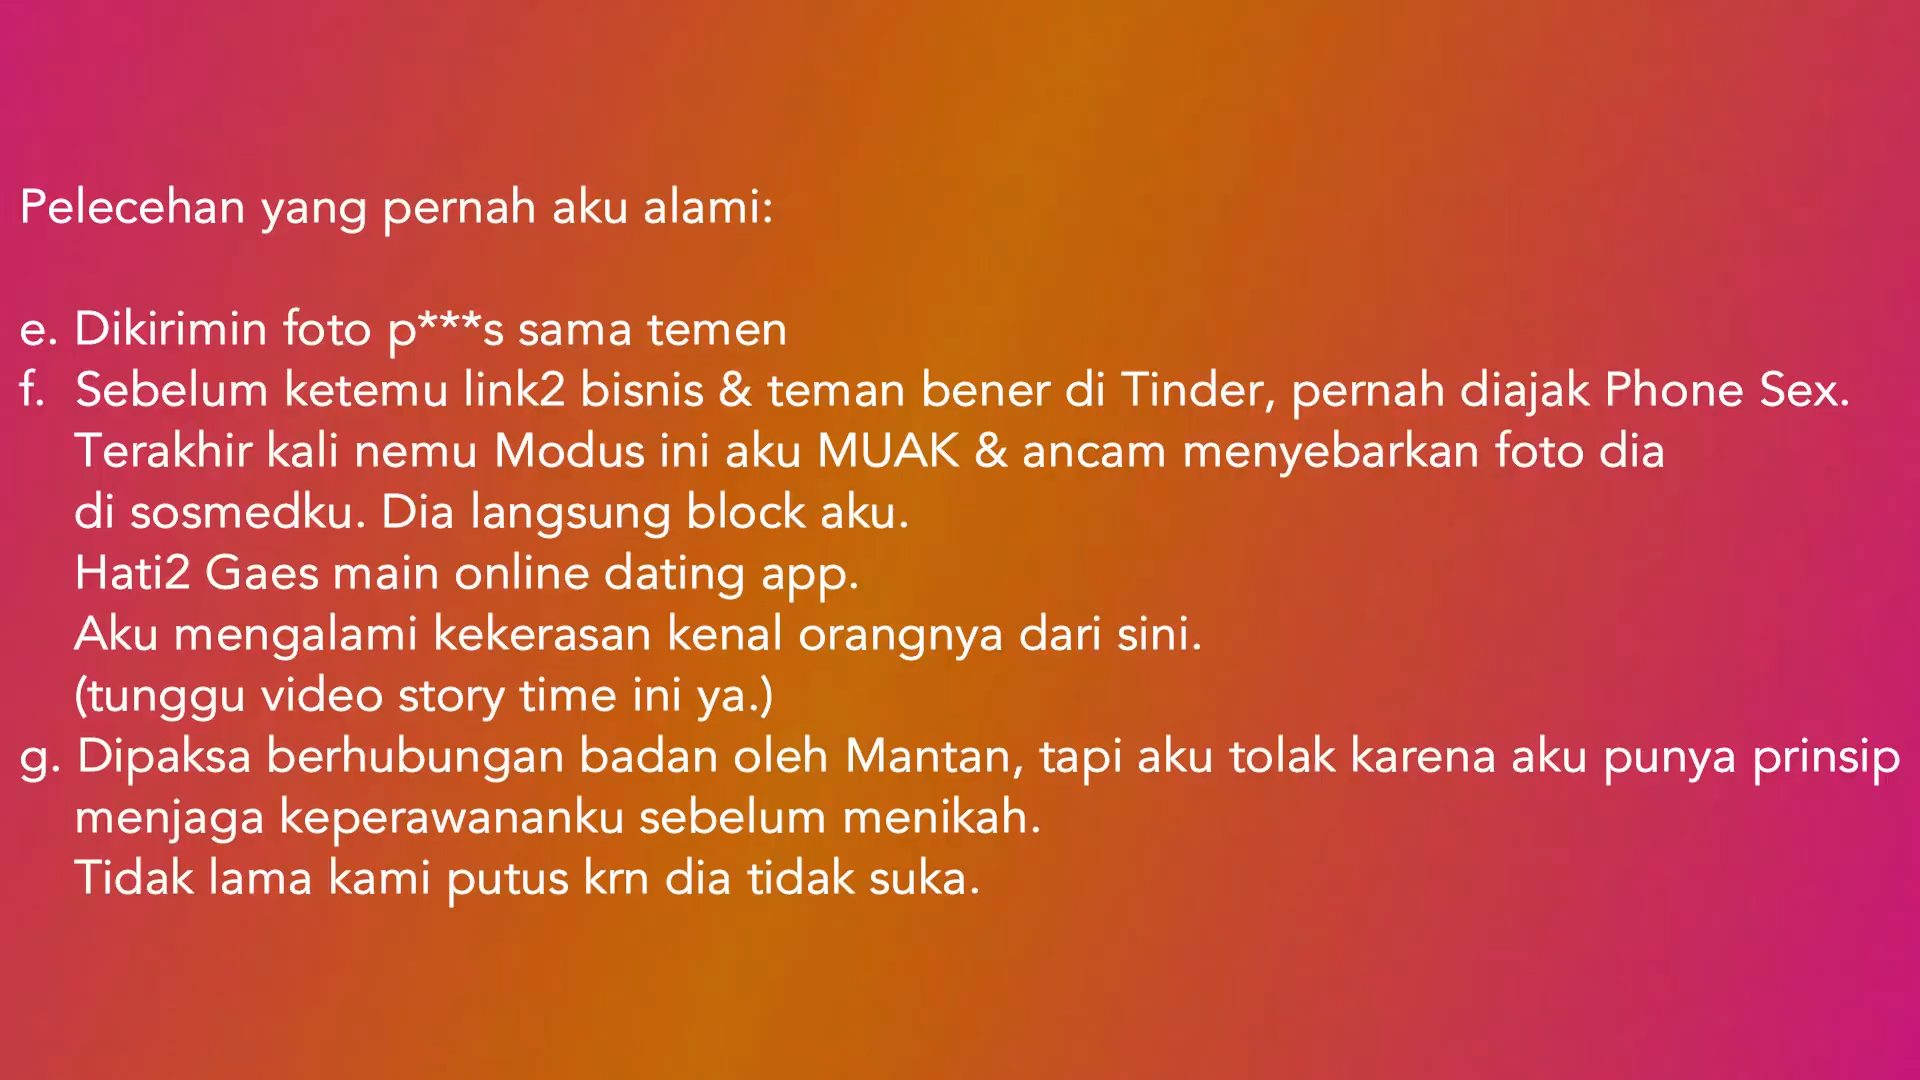 Pelecehan yang pernah aku alami:
e. Dikirimin foto p***s sama temen
f. Sebelum ketemu link2 bisnis & teman bener di Tinder, pernah diajak Phone Sex.
Terakhir kali nemu Modus ini aku MUAK & ancam menyebarkan foto dia
di sosmedku. Dia langsung block aku.
Hati2 Gaes main online dating app.
Aku mengalami kekerasan kenal orangnya dari sini.
(tunggu video story time ini ya.)
g. Dipaksa berhubungan badan oleh Mantan, tapi aku tolak karena aku punya prinsip
menjaga keperawananku sebelum menikah.
Tidak lama kami putus krn dia tidak suka.